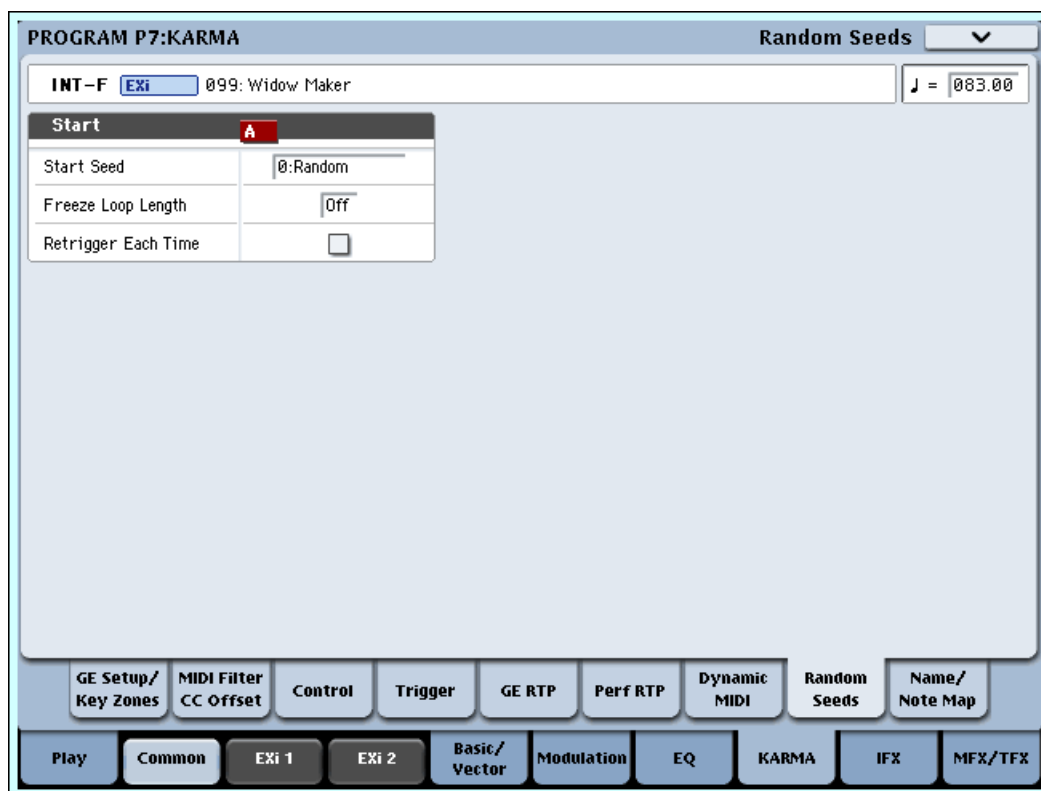 PROGRAM P7:KARMA Random Seeds
INT-F EXi 099: Widow Maker ♩ = 083.00
Start A
Start Seed 0:Random
Freeze Loop Length Off
Retrigger Each Time
GE Setup/ Key Zones MIDI Filter CC Offset Control Trigger GE RTP Perf RTP Dynamic MIDI Random Seeds Name/ Note Map
Play Common EXi 1 EXi 2 Basic/ Vector Modulation EQ KARMA IFX MFX/TFX